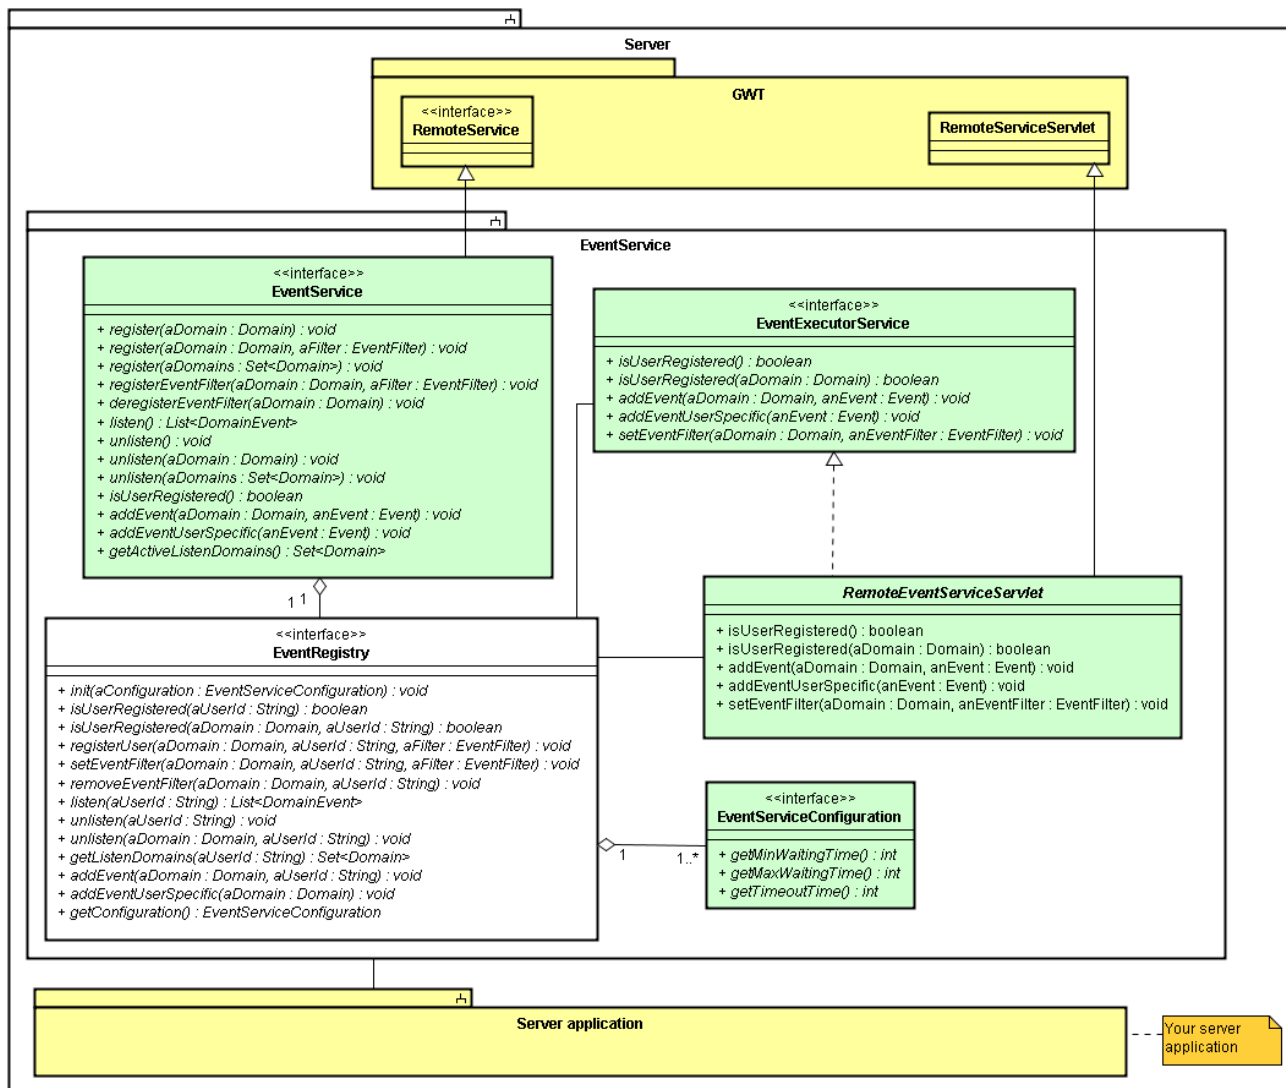 Server
GWT
<<interface>>
RemoteService
RemoteServiceServlet
EventService
<<interface>>
EventService
+ register(aDomain : Domain) : void
+ register(aDomain : Domain, aFilter : EventFilter) : void
+ register(aDomains : Set<Domain>) : void
+ registerEventFilter(aDomain : Domain, aFilter : EventFilter) : void
+ deregisterEventFilter(aDomain : Domain) : void
+ listen() : List<DomainEvent>
+ unlisten() : void
+ unlisten(aDomain : Domain) : void
+ unlisten(aDomains : Set<Domain>) : void
+ isUserRegistered() : boolean
+ addEvent(aDomain : Domain, anEvent : Event) : void
+ addEventUserSpecific(anEvent : Event) : void
+ getActiveListenDomains() : Set<Domain>
<<interface>>
EventExecutorService
+ isUserRegistered() : boolean
+ isUserRegistered(aDomain : Domain) : boolean
+ addEvent(aDomain : Domain, anEvent : Event) : void
+ addEventUserSpecific(anEvent : Event) : void
+ setEventFilter(aDomain : Domain, anEventFilter : EventFilter) : void
1 1
<<interface>>
EventRegistry
+ init(aConfiguration : EventServiceConfiguration) : void
+ isUserRegistered(aUserId : String) : boolean
+ isUserRegistered(aDomain : Domain, aUserId : String) : boolean
+ registerUser(aDomain : Domain, aUserId : String, aFilter : EventFilter) : void
+ setEventFilter(aDomain : Domain, aUserId : String, aFilter : EventFilter) : void
+ removeEventFilter(aDomain : Domain, aUserId : String) : void
+ listen(aUserId : String) : List<DomainEvent>
+ unlisten(aUserId : String) : void
+ unlisten(aDomain : Domain, aUserId : String) : void
+ getListenDomains(aUserId : String) : Set<Domain>
+ addEvent(aDomain : Domain, aUserId : String) : void
+ addEventUserSpecific(aDomain : Domain) : void
+ getConfiguration() : EventServiceConfiguration
RemoteEventServiceServlet
+ isUserRegistered() : boolean
+ isUserRegistered(aDomain : Domain) : boolean
+ addEvent(aDomain : Domain, anEvent : Event) : void
+ addEventUserSpecific(anEvent : Event) : void
+ setEventFilter(aDomain : Domain, anEventFilter : EventFilter) : void
1 1..*
<<interface>>
EventServiceConfiguration
+ getMinWaitingTime() : int
+ getMaxWaitingTime() : int
+ getTimeoutTime() : int
Server application
Your server
application